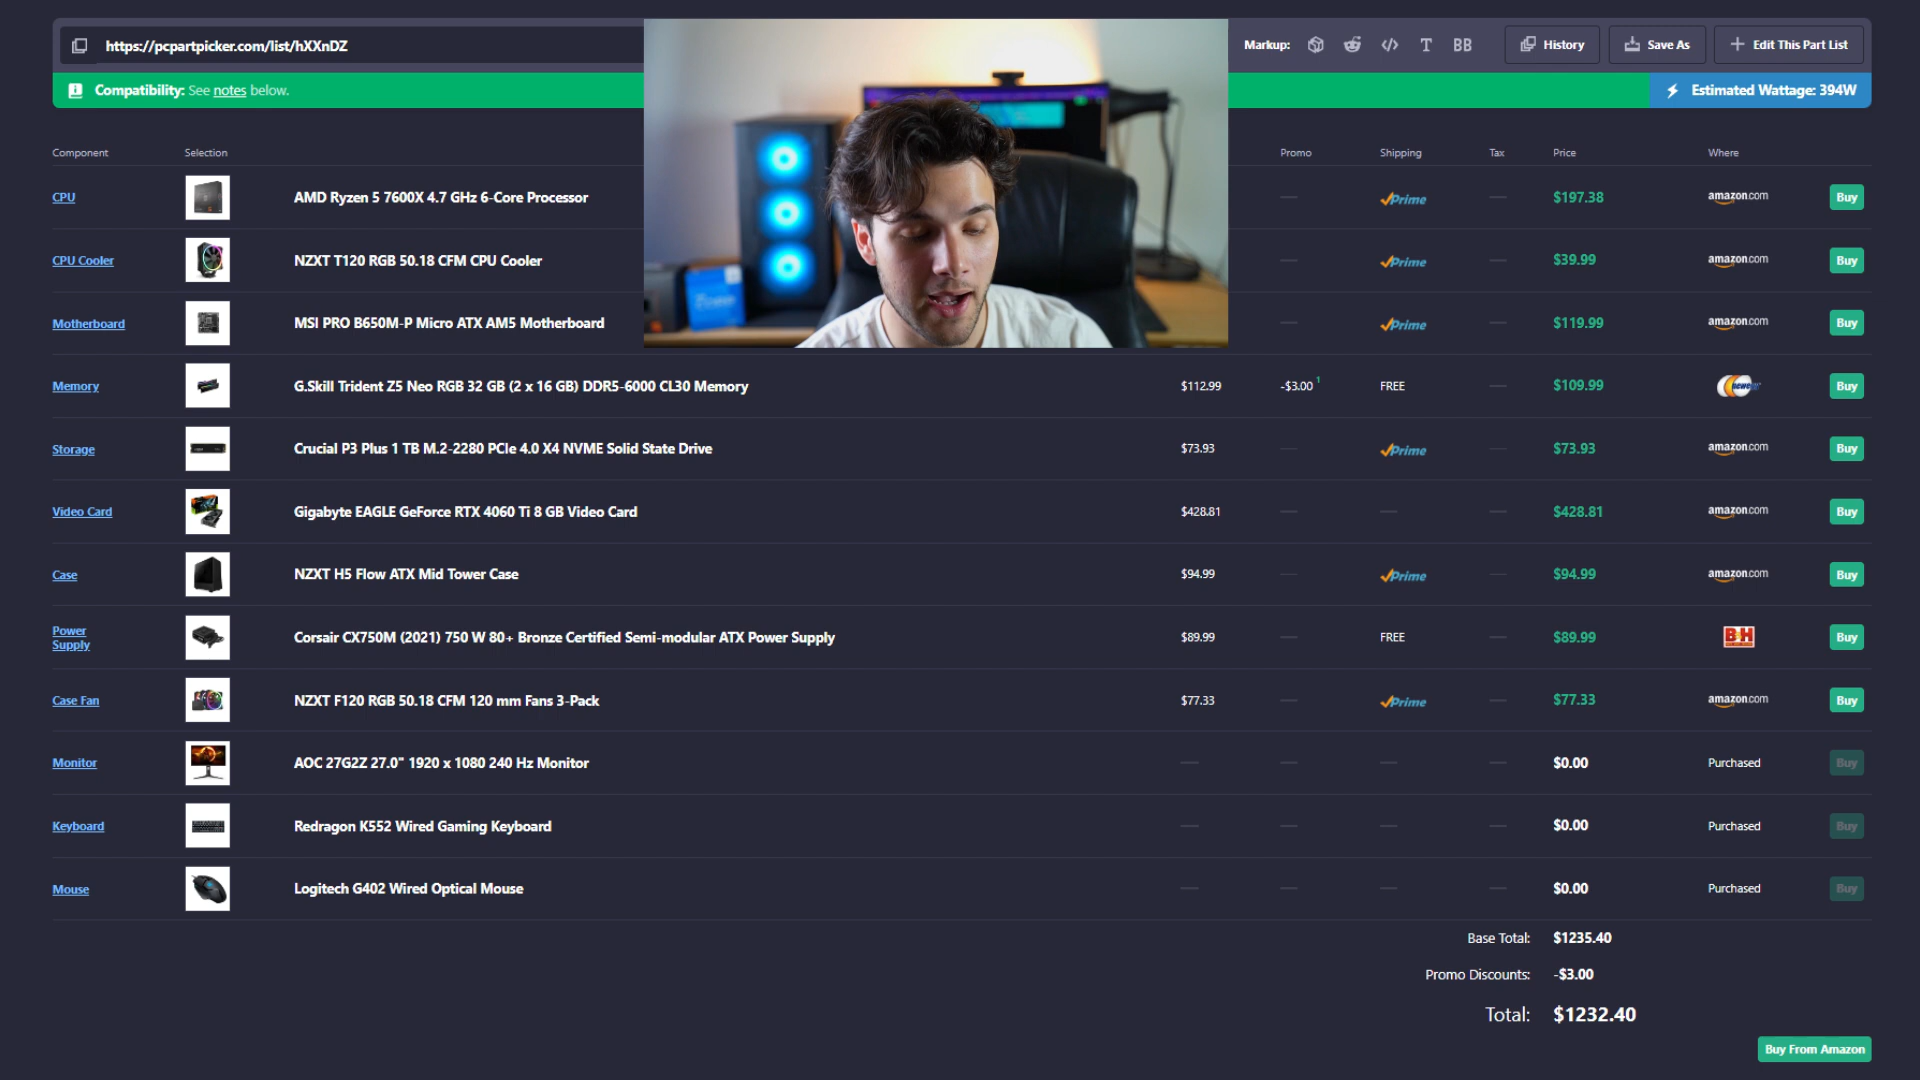 https://pcpartpicker.com/list/hXXnDZ
Markup: T BB History Save As Edit This Part List
Compatibility: See notes below. Estimated Wattage: 394W
Component Selection Promo Shipping Tax Price Where
CPU AMD Ryzen 5 7600X 4.7 GHz 6-Core Processor — Prime — $197.38 amazon.com Buy
CPU Cooler NZXT T120 RGB 50.18 CFM CPU Cooler — Prime — $39.99 amazon.com Buy
Motherboard MSI PRO B650M-P Micro ATX AM5 Motherboard — Prime — $119.99 amazon.com Buy
Memory G.Skill Trident Z5 Neo RGB 32 GB (2 x 16 GB) DDR5-6000 CL30 Memory $112.99 -$3.00 1 FREE — $109.99 Buy
Storage Crucial P3 Plus 1 TB M.2-2280 PCIe 4.0 X4 NVME Solid State Drive $73.93 — Prime — $73.93 amazon.com Buy
Video Card Gigabyte EAGLE GeForce RTX 4060 Ti 8 GB Video Card $428.81 — — — $428.81 amazon.com Buy
Case NZXT H5 Flow ATX Mid Tower Case $94.99 — Prime — $94.99 amazon.com Buy
Power
Supply Corsair CX750M (2021) 750 W 80+ Bronze Certified Semi-modular ATX Power Supply $89.99 — FREE — $89.99 B&H Buy
Case Fan NZXT F120 RGB 50.18 CFM 120 mm Fans 3-Pack $77.33 — Prime — $77.33 amazon.com Buy
Monitor AOC 27G2Z 27.0" 1920 x 1080 240 Hz Monitor — — — — $0.00 Purchased Buy
Keyboard Redragon K552 Wired Gaming Keyboard — — — — $0.00 Purchased Buy
Mouse Logitech G402 Wired Optical Mouse — — — — $0.00 Purchased Buy
Base Total: $1235.40
Promo Discounts: -$3.00
Total: $1232.40
Buy From Amazon